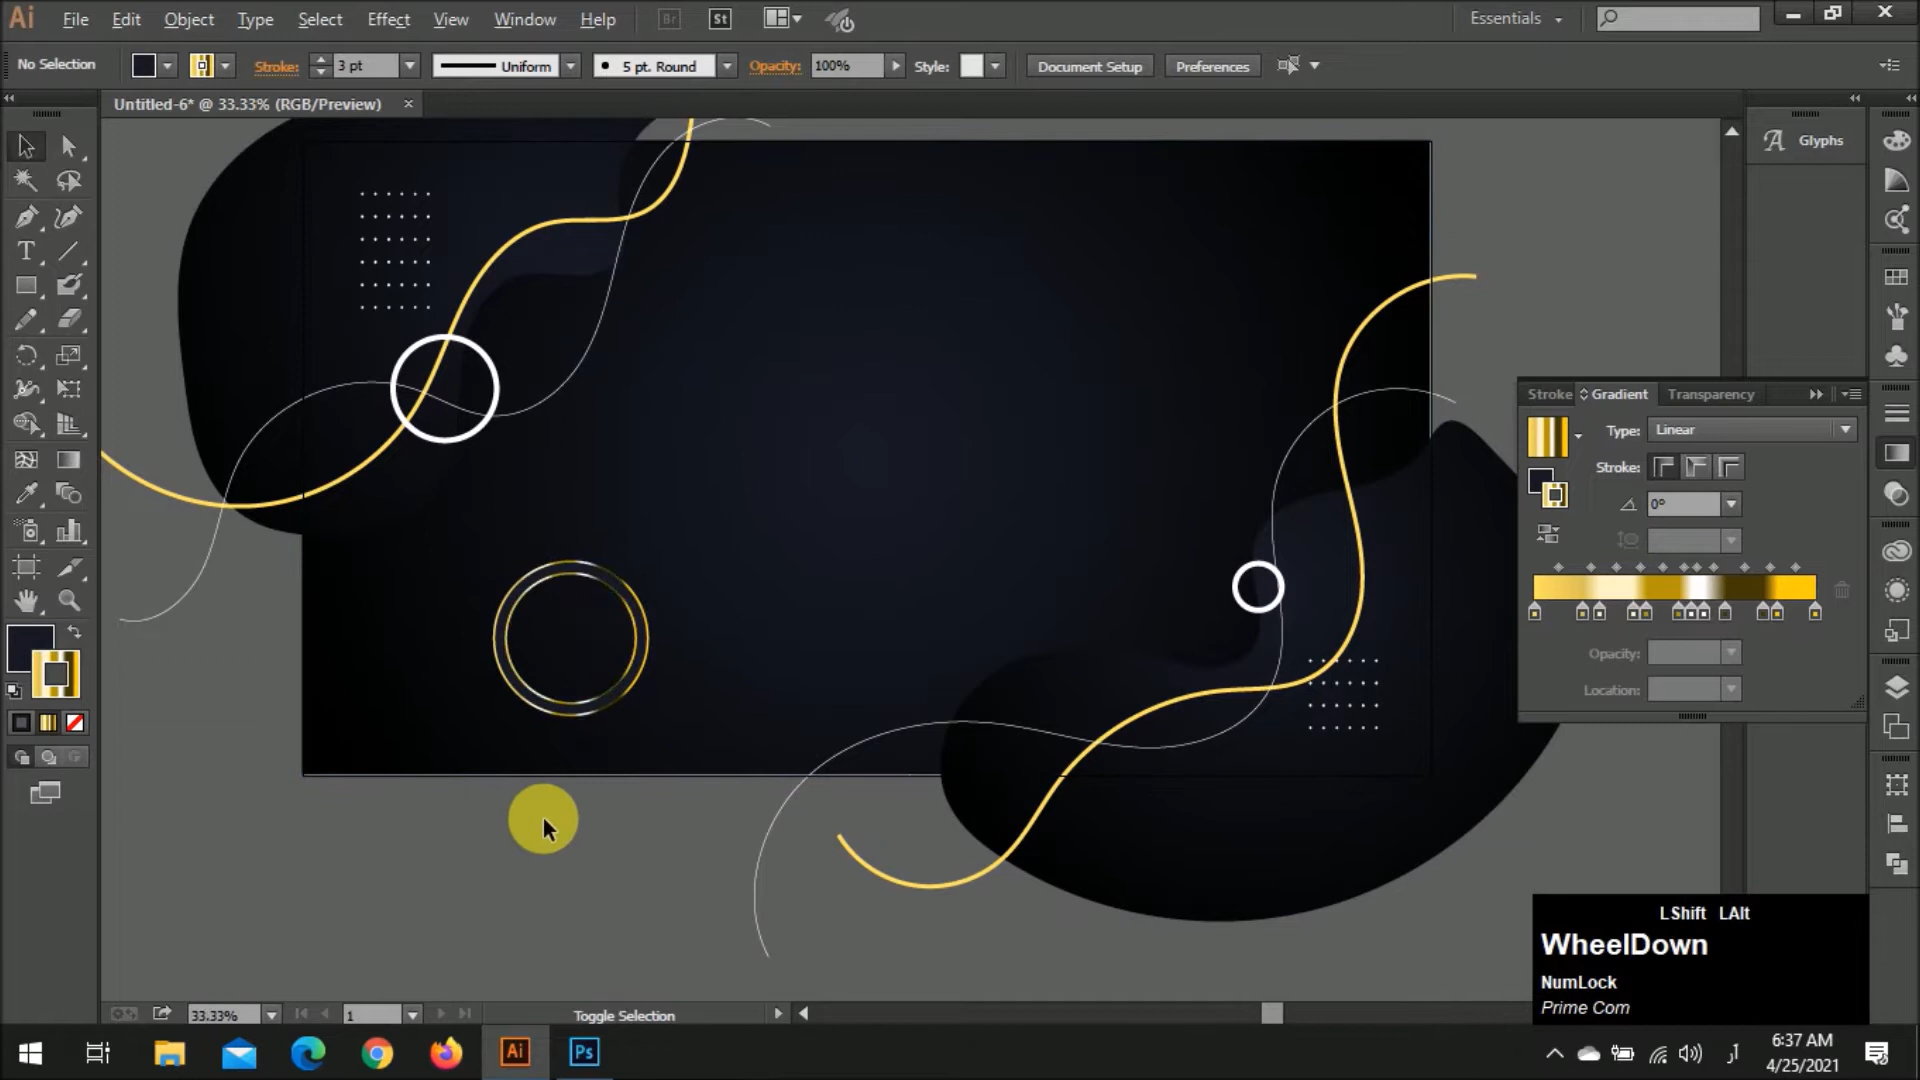 Ai File Edit Object Type Select Effect View Window Help Br St Essentials
No Selection Stroke: 3 pt Uniform 5 pt. Round Opacity: 100% Style: Document Setup Preferences
Untitled-6* @ 33.33% (RGB/Preview) ×
Glyphs
Stroke Gradient Transparency
Type: Linear
Stroke:
0°
Opacity:
Location:
LShift LAlt
WheelDown
NumLock
Prime Com
33.33% 1 Toggle Selection
Ai Ps 6:37 AM
4/25/2021